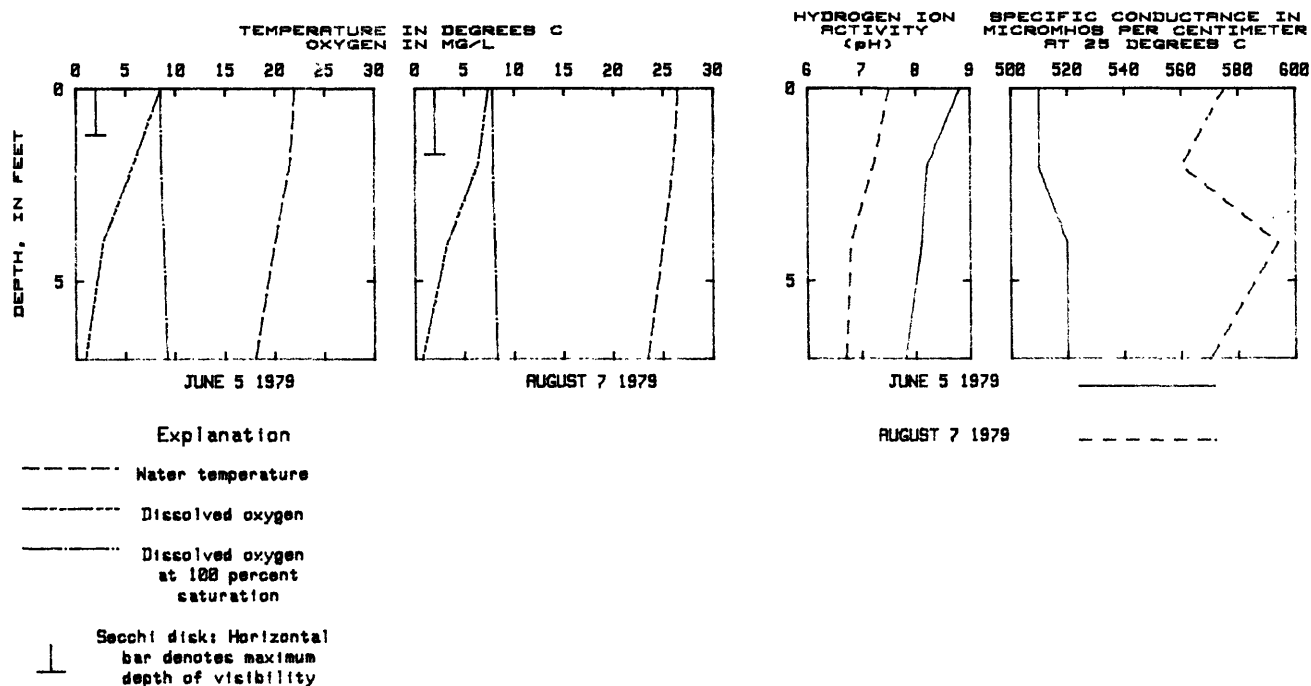 TEMPERATURE IN DEGREES C
OXYGEN IN MG/L
0 5 10 15 20 25 30
0 5 10 15 20 25 30
HYDROGEN ION
ACTIVITY
(pH)
6 7 8 9
SPECIFIC CONDUCTANCE IN
MICROMHOS PER CENTIMETER
AT 25 DEGREES C
500 520 540 560 580 600
DEPTH, IN FEET
0
5
0
5
JUNE 5 1979
AUGUST 7 1979
JUNE 5 1979
AUGUST 7 1979
Explanation
Water temperature
Dissolved oxygen
Dissolved oxygen
at 100 percent
saturation
Secchi disk: Horizontal
bar denotes maximum
depth of visibility